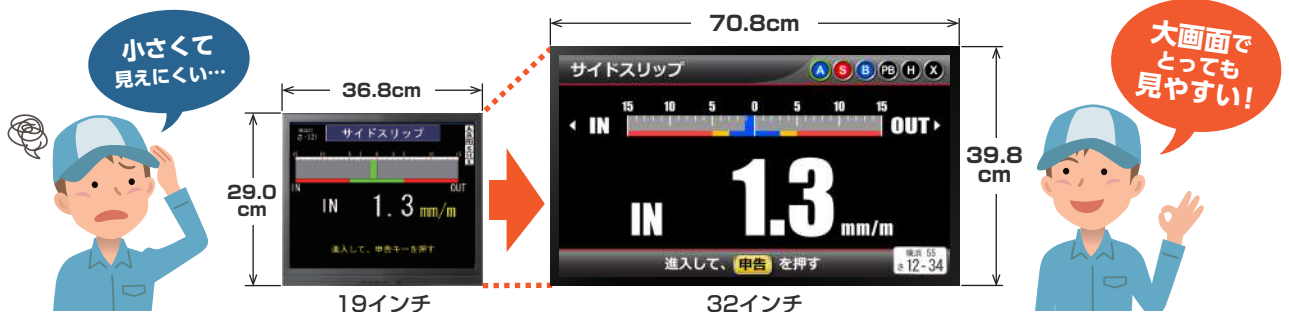 小さくて
見えにくい…
36.8cm
29.0
cm
サイドスリップ
IN
OUT
IN 1.3 mm/m
進入して、申告キーを押す
19インチ
70.8cm
39.8
cm
サイドスリップ
A S B PB H X
15 10 5 0 5 10 15
IN
OUT
IN 1.3 mm/m
進入して、 申告 を押す
横浜 55
さ 12-34
32インチ
大画面で
とっても
見やすい!